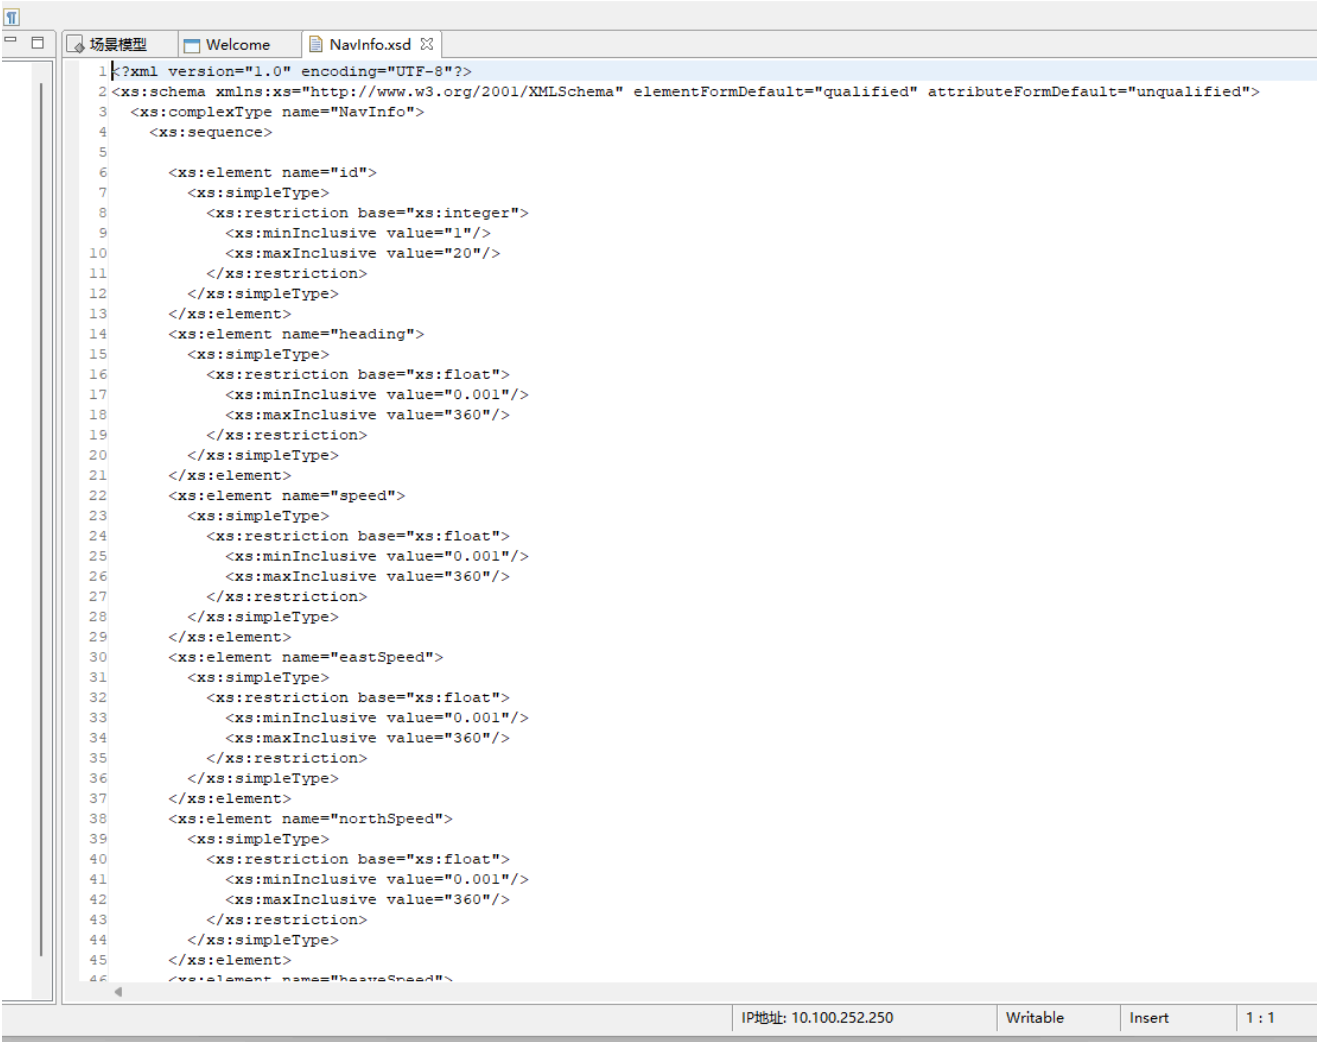 场景模型 Welcome NavInfo.xsd
1 <?xml version="1.0" encoding="UTF-8"?>
2 <xs:schema xmlns:xs="http://www.w3.org/2001/XMLSchema" elementFormDefault="qualified" attributeFormDefault="unqualified">
3 <xs:complexType name="NavInfo">
4 <xs:sequence>
5
6 <xs:element name="id">
7 <xs:simpleType>
8 <xs:restriction base="xs:integer">
9 <xs:minInclusive value="1"/>
10 <xs:maxInclusive value="20"/>
11 </xs:restriction>
12 </xs:simpleType>
13 </xs:element>
14 <xs:element name="heading">
15 <xs:simpleType>
16 <xs:restriction base="xs:float">
17 <xs:minInclusive value="0.001"/>
18 <xs:maxInclusive value="360"/>
19 </xs:restriction>
20 </xs:simpleType>
21 </xs:element>
22 <xs:element name="speed">
23 <xs:simpleType>
24 <xs:restriction base="xs:float">
25 <xs:minInclusive value="0.001"/>
26 <xs:maxInclusive value="360"/>
27 </xs:restriction>
28 </xs:simpleType>
29 </xs:element>
30 <xs:element name="eastSpeed">
31 <xs:simpleType>
32 <xs:restriction base="xs:float">
33 <xs:minInclusive value="0.001"/>
34 <xs:maxInclusive value="360"/>
35 </xs:restriction>
36 </xs:simpleType>
37 </xs:element>
38 <xs:element name="northSpeed">
39 <xs:simpleType>
40 <xs:restriction base="xs:float">
41 <xs:minInclusive value="0.001"/>
42 <xs:maxInclusive value="360"/>
43 </xs:restriction>
44 </xs:simpleType>
45 </xs:element>
46 <xs:element name="heaveSpeed">
IP地址: 10.100.252.250 Writable Insert 1 : 1